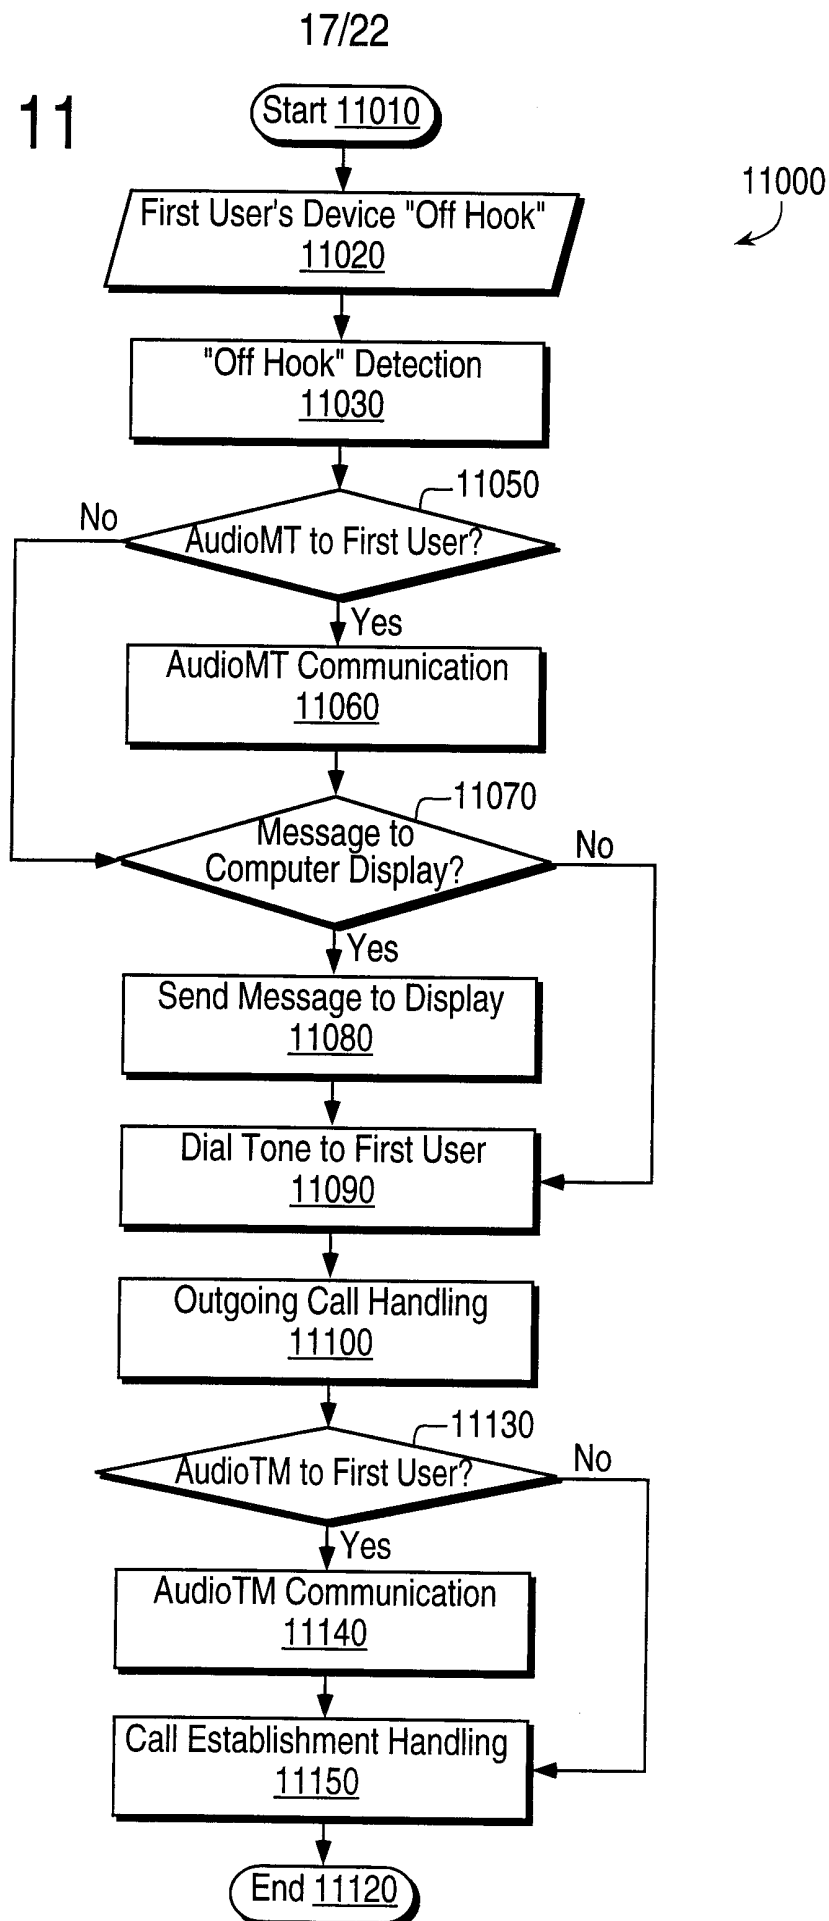 17/22
11
Start 11010
11000
First User's Device "Off Hook"
11020
"Off Hook" Detection
11030
11050
No
AudioMT to First User?
Yes
AudioMT Communication
11060
11070
Message to
Computer Display?
No
Yes
Send Message to Display
11080
Dial Tone to First User
11090
Outgoing Call Handling
11100
11130
AudioTM to First User?
No
Yes
AudioTM Communication
11140
Call Establishment Handling
11150
End 11120